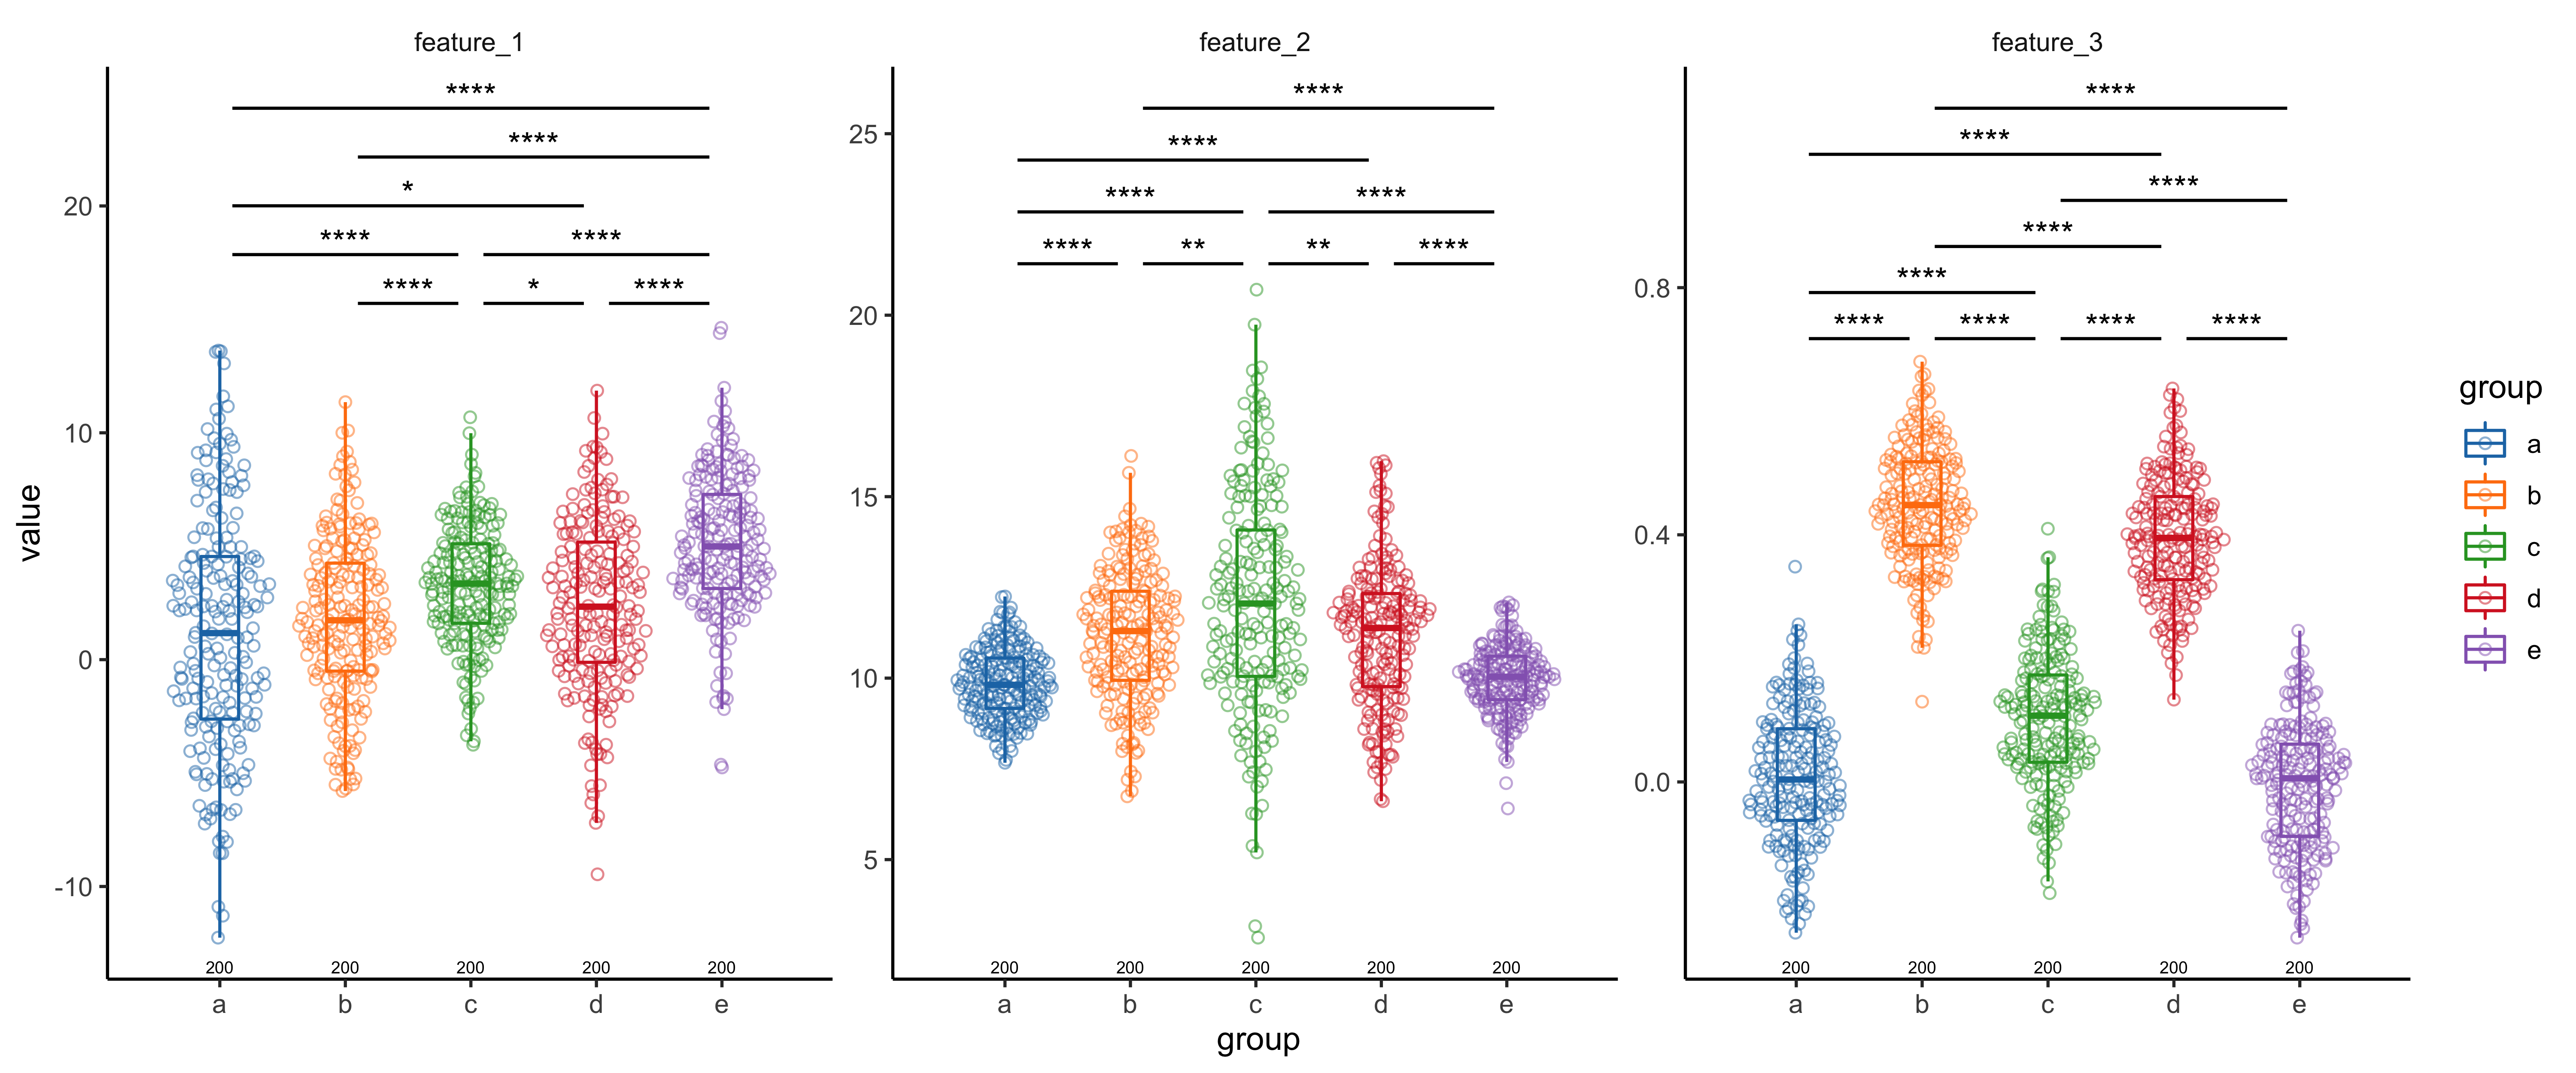 feature_1 feature_2 feature_3
**** **** ****
**** **** ****
* **** **** ****
**** **** **** ** ** **** ****
**** * **** ****
**** **** **** ****
value
20
10
0
-10
25
20
15
10
5
0.8
0.4
0.0
200 200 200 200 200 200 200 200 200 200 200 200 200 200 200
a b c d e a b c d e a b c d e
group
group
a
b
c
d
e